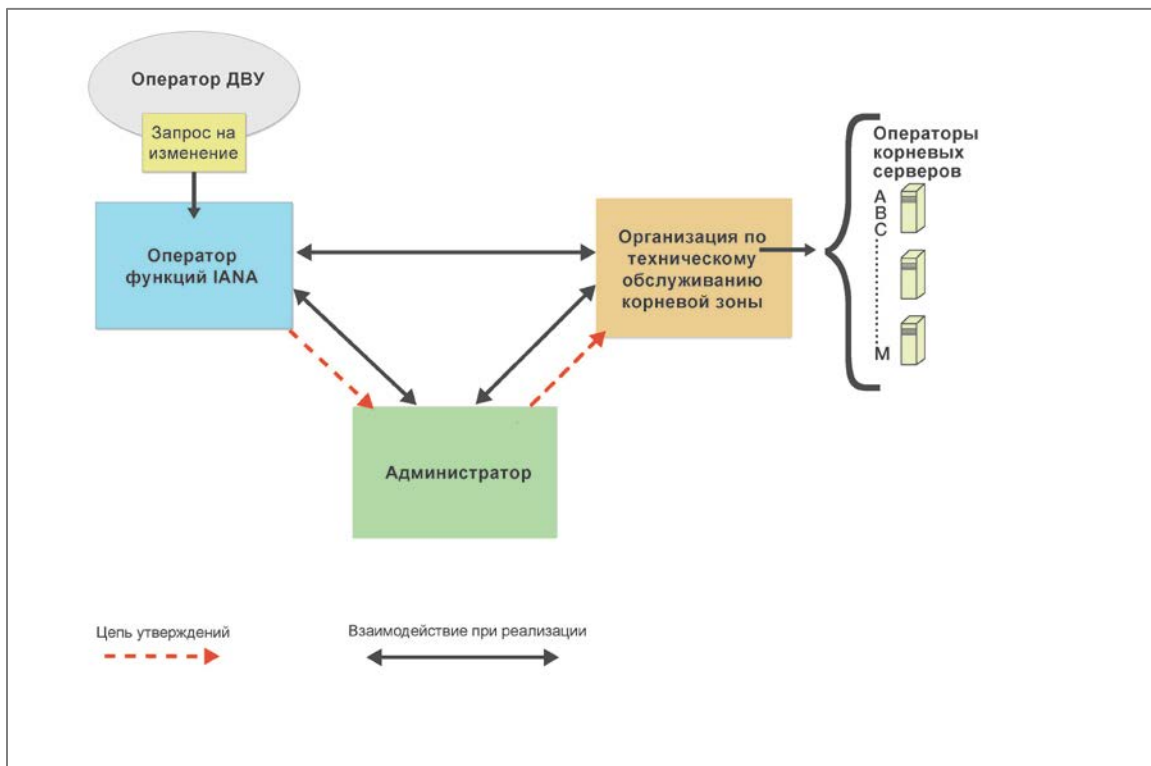 Оператор ДВУ
Запрос на
изменение
Оператор
функций IANA
Организация по
техническому
обслуживанию
корневой зоны
Операторы
корневых
серверов
A
B
C
M
Администратор
Цепь утверждений
Взаимодействие при реализации